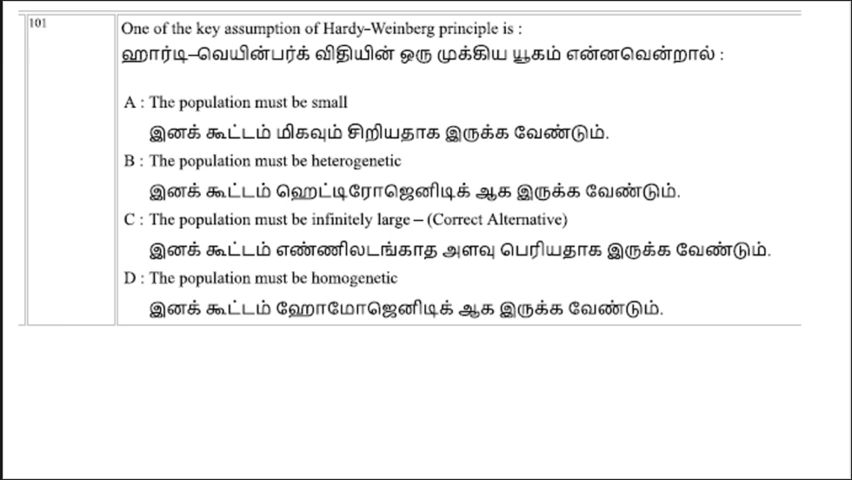 101
One of the key assumption of Hardy–Weinberg principle is :
ஹார்டி–வெயின்பர்க் விதியின் ஒரு முக்கிய யூகம் என்னவென்றால் :
A : The population must be small
இனக் கூட்டம் மிகவும் சிறியதாக இருக்க வேண்டும்.
B : The population must be heterogenetic
இனக் கூட்டம் ஹெட்டிரோஜெனிடிக் ஆக இருக்க வேண்டும்.
C : The population must be infinitely large – (Correct Alternative)
இனக் கூட்டம் எண்ணிலடங்காத அளவு பெரியதாக இருக்க வேண்டும்.
D : The population must be homogenetic
இனக் கூட்டம் ஹோமோஜெனிடிக் ஆக இருக்க வேண்டும்.